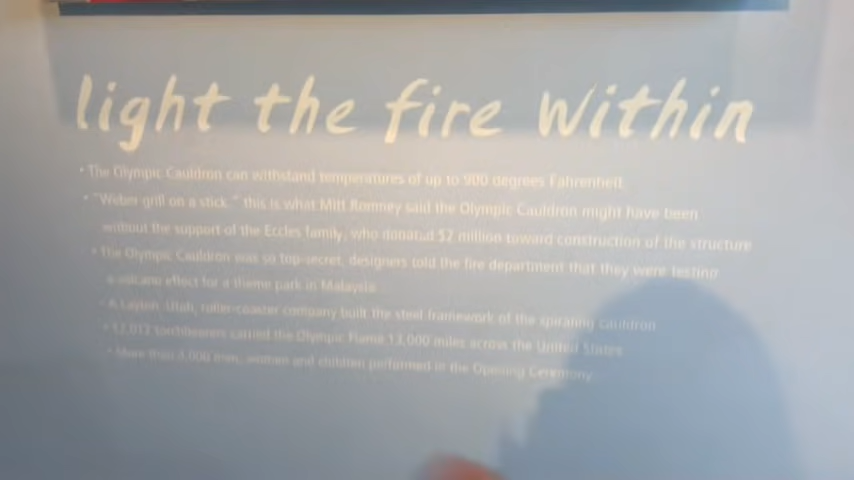 light the fire within
• The Olympic Cauldron can withstand temperatures of up to 900 degrees Fahrenheit.
• "Weber grill on a stick," this is what Mitt Romney said the Olympic Cauldron might have been
without the support of the Eccles family, who donated $2 million toward construction of the structure
• The Olympic Cauldron was so top-secret, designers told the fire department that they were testing
a volcano effect for a theme park in Malaysia
• A Layton, Utah, roller-coaster company built the steel framework of the spiraling cauldron
• 12,012 torchbearers carried the Olympic Flame 13,000 miles across the United States
• More than men, women and children performed in the Opening Ceremony